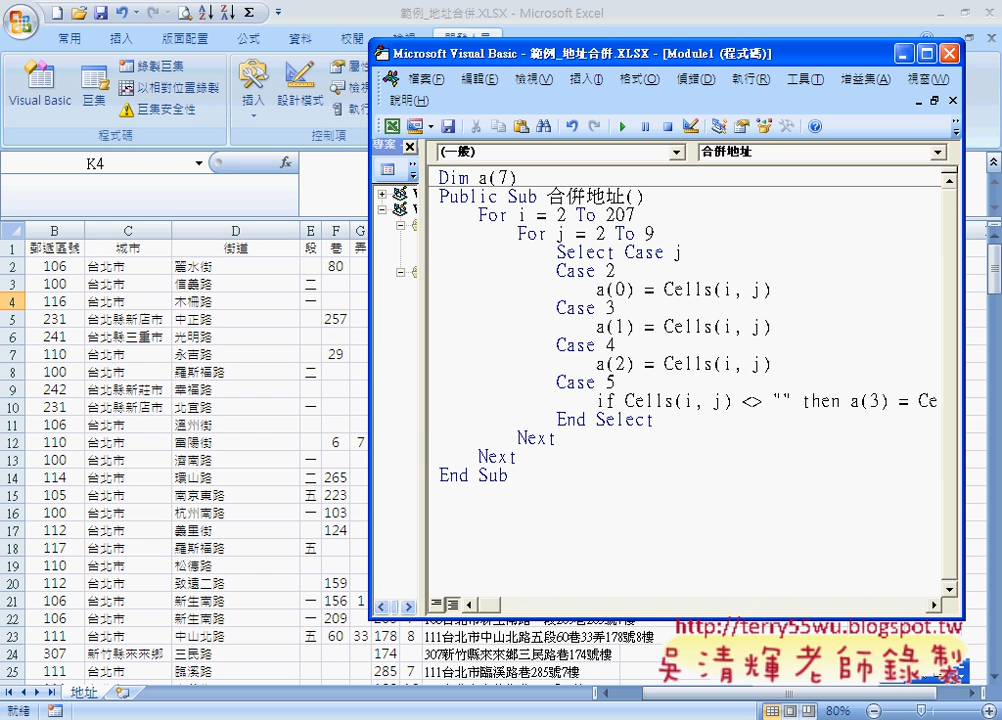 範例_地址合併.XLSX - Microsoft Excel
常用 插入 版面配置 公式 資料 校閱
Visual Basic 巨集 錄製巨集 以相對位置錄製 巨集安全性
程式碼
插入 設計模式
控制項
K4
Microsoft Visual Basic - 範例_地址合併.XLSX - [Module1 (程式碼)]
檔案(F) 編輯(E) 檢視(V) 插入(I) 格式(O) 偵錯(D) 執行(R) 工具(T) 增益集(A) 視窗(W)
說明(H)
專案
(一般) 合併地址
Dim a(7)
Public Sub 合併地址()
For i = 2 To 207
For j = 2 To 9
Select Case j
Case 2
a(0) = Cells(i, j)
Case 3
a(1) = Cells(i, j)
Case 4
a(2) = Cells(i, j)
Case 5
if Cells(i, j) <> "" then a(3) = Ce
End Select
Next
Next
End Sub
B C D E F G
1 郵遞區號 城市 街道 段 巷 弄
2 106 台北市 麗水街 80
3 100 台北市 信義路 二
4 116 台北市 木柵路 一
5 231 台北縣新店市 中正路 257
6 241 台北縣三重市 光明路
7 110 台北市 永吉路 29
8 100 台北市 羅斯福路 二
9 242 台北縣新莊市 幸福路
10 231 台北縣新店市 北宜路 一
11 106 台北市 溫州街
12 110 台北市 富陽街 6 7
13 100 台北市 濟南路 一
14 114 台北市 環山路 二 265
15 105 台北市 南京東路 五 223
16 100 台北市 杭州南路 一 103
17 112 台北市 義里街 124
18 117 台北市 羅斯福路 五
19 110 台北市 松德路
20 112 台北市 致遠二路 159
21 106 台北市 新生南路 一 156 1
22 106 台北市 新生南路 一 209
23 111 台北市 中山北路 五 60 33 178 8 111台北市中山北路五段60巷33弄178號8樓
24 307 新竹縣來來鄉 三民路 174 307新竹縣來來鄉三民路巷174號樓
25 111 台北市 臨溪路 285 7 111台北市臨溪路巷285號7樓
http://terry55wu.blogspot.tw
吳清輝老師錄製
地址
就緒 80%